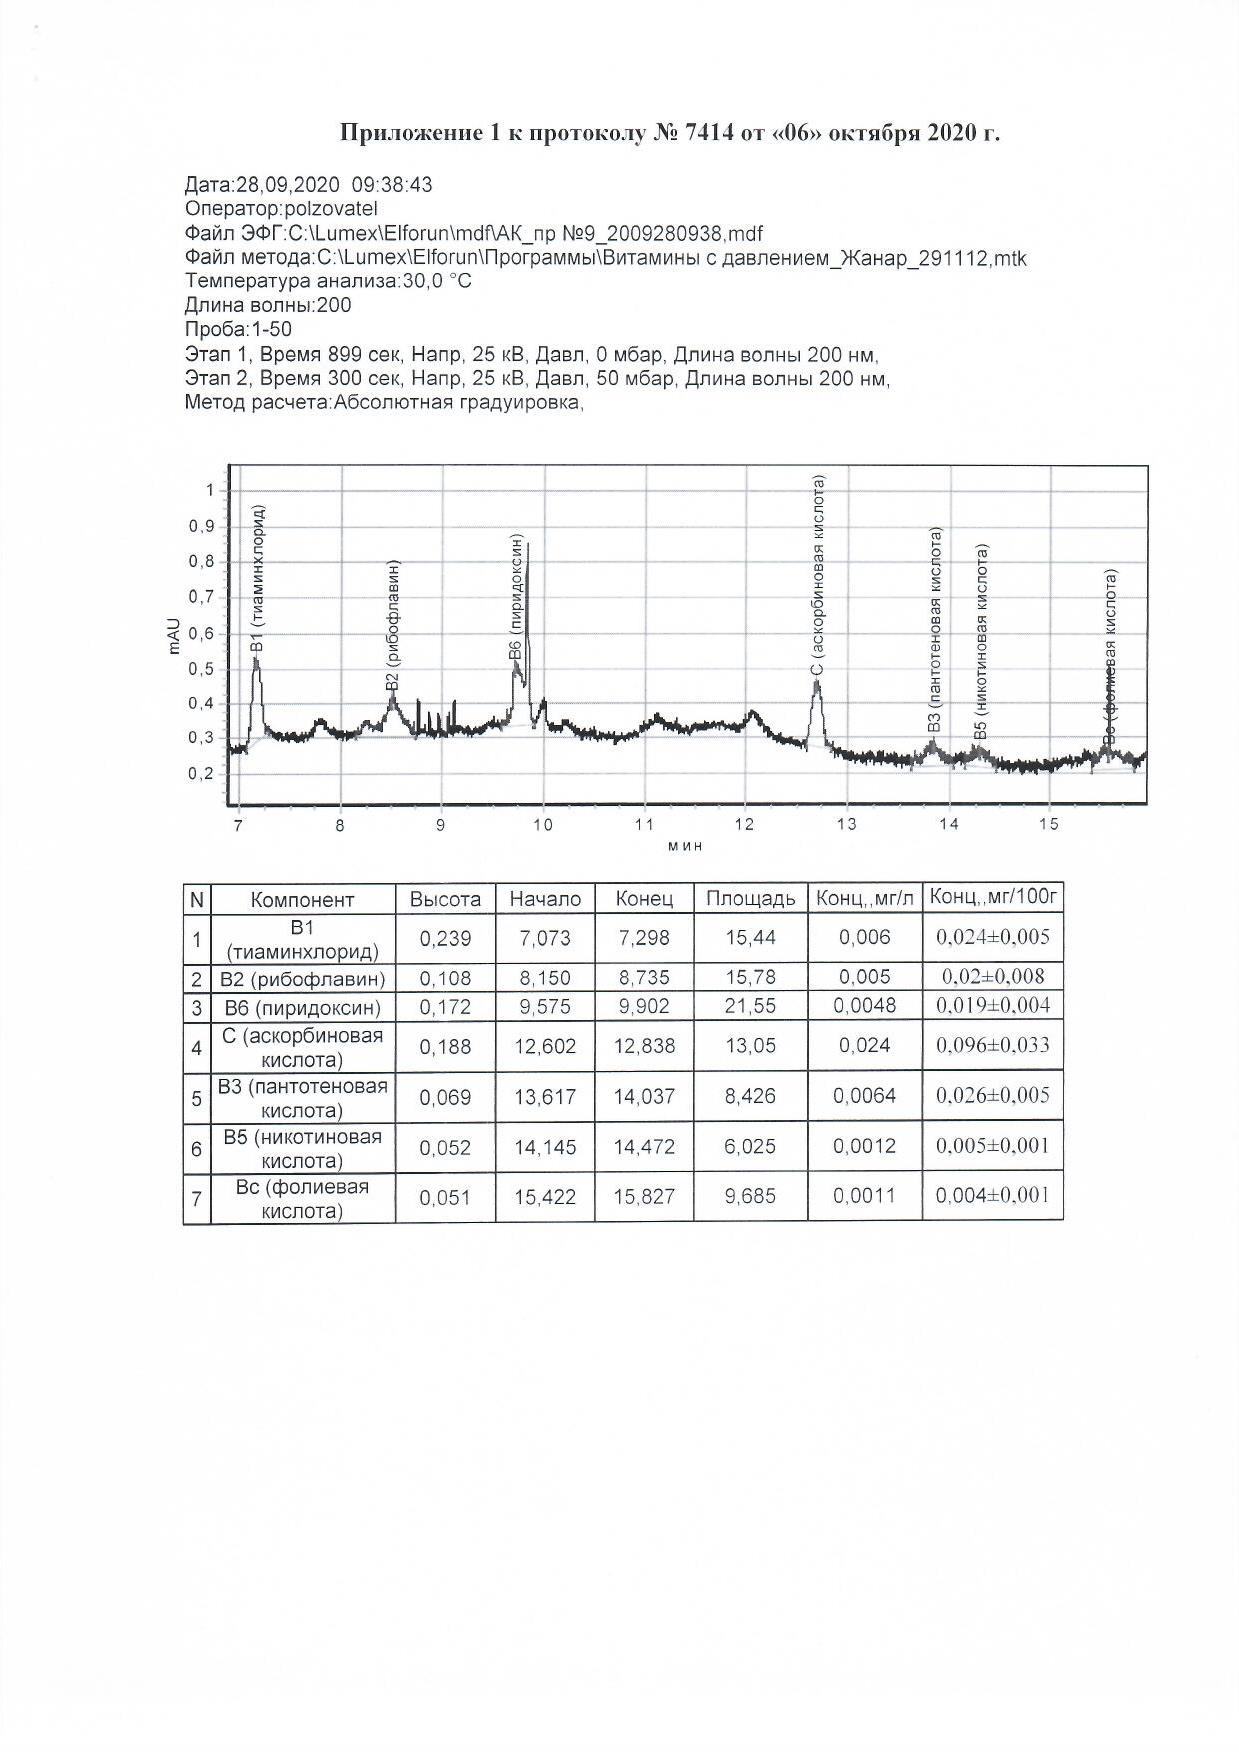 Приложение 1 к протоколу № 7414 от «06» октября 2020 г.
Дата:28,09,2020 09:38:43
Оператор:polzovatel
Файл ЭФГ:C:\Lumex\Elforun\mdf\АК_пр №9_2009280938,mdf
Файл метода:C:\Lumex\Elforun\Программы\Витамины с давлением_Жанар_291112,mtk
Температура анализа:30,0 °C
Длина волны:200
Проба:1-50
Этап 1, Время 899 сек, Напр, 25 кВ, Давл, 0 мбар, Длина волны 200 нм,
Этап 2, Время 300 сек, Напр, 25 кВ, Давл, 50 мбар, Длина волны 200 нм,
Метод расчета:Абсолютная градуировка,
mAU
1
0,9
0,8
0,7
0,6
0,5
0,4
0,3
0,2
В1 (тиаминхлорид)
В2 (рибофлавин)
В6 (пиридоксин)
С (аскорбиновая кислота)
В3 (пантотеновая кислота)
В5 (никотиновая кислота)
Вс (фолиевая кислота)
7 8 9 10 11 12 13 14 15
мин
N Компонент Высота Начало Конец Площадь Конц,,мг/л Конц,,мг/100г
1 В1 (тиаминхлорид) 0,239 7,073 7,298 15,44 0,006 0,024±0,005
2 В2 (рибофлавин) 0,108 8,150 8,735 15,78 0,005 0,02±0,008
3 В6 (пиридоксин) 0,172 9,575 9,902 21,55 0,0048 0,019±0,004
4 С (аскорбиновая кислота) 0,188 12,602 12,838 13,05 0,024 0,096±0,033
5 В3 (пантотеновая кислота) 0,069 13,617 14,037 8,426 0,0064 0,026±0,005
6 В5 (никотиновая кислота) 0,052 14,145 14,472 6,025 0,0012 0,005±0,001
7 Вс (фолиевая кислота) 0,051 15,422 15,827 9,685 0,0011 0,004±0,001